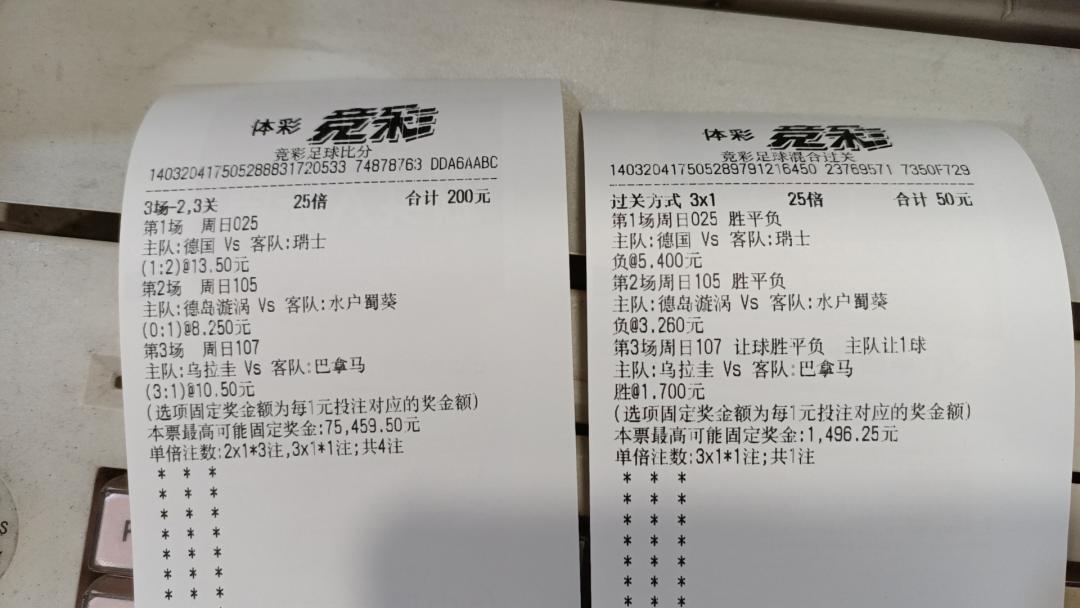 体彩 竞彩
竞彩足球比分
140320417505288831720533 74878763 DDA6AABC
3场-2,3关 25倍 合计 200元
第1场 周日025
主队:德国 Vs 客队:瑞士
(1:2)@13.50元
第2场 周日105
主队:德岛漩涡 Vs 客队:水户蜀葵
(0:1)@8.250元
第3场 周日107
主队:乌拉圭 Vs 客队:巴拿马
(3:1)@10.50元
(选项固定奖金额为每1元投注对应的奖金额)
本票最高可能固定奖金:75,459.50元
单倍注数:2x1*3注,3x1*1注;共4注
* * *
* * *
* * *
* * *
* * *
* * *
* * *
体彩 竞彩
竞彩足球混合过关
140320417505289791216450 23769571 7350F729
过关方式 3x1 25倍 合计 50元
第1场周日025 胜平负
主队:德国 Vs 客队:瑞士
负@5.400元
第2场周日105 胜平负
主队:德岛漩涡 Vs 客队:水户蜀葵
负@3.260元
第3场周日107 让球胜平负 主队让1球
主队:乌拉圭 Vs 客队:巴拿马
胜@1.700元
(选项固定奖金额为每1元投注对应的奖金额)
本票最高可能固定奖金:1,496.25元
单倍注数:3x1*1注;共1注
* * *
* * *
* * *
* * *
* * *
* * *
* * *